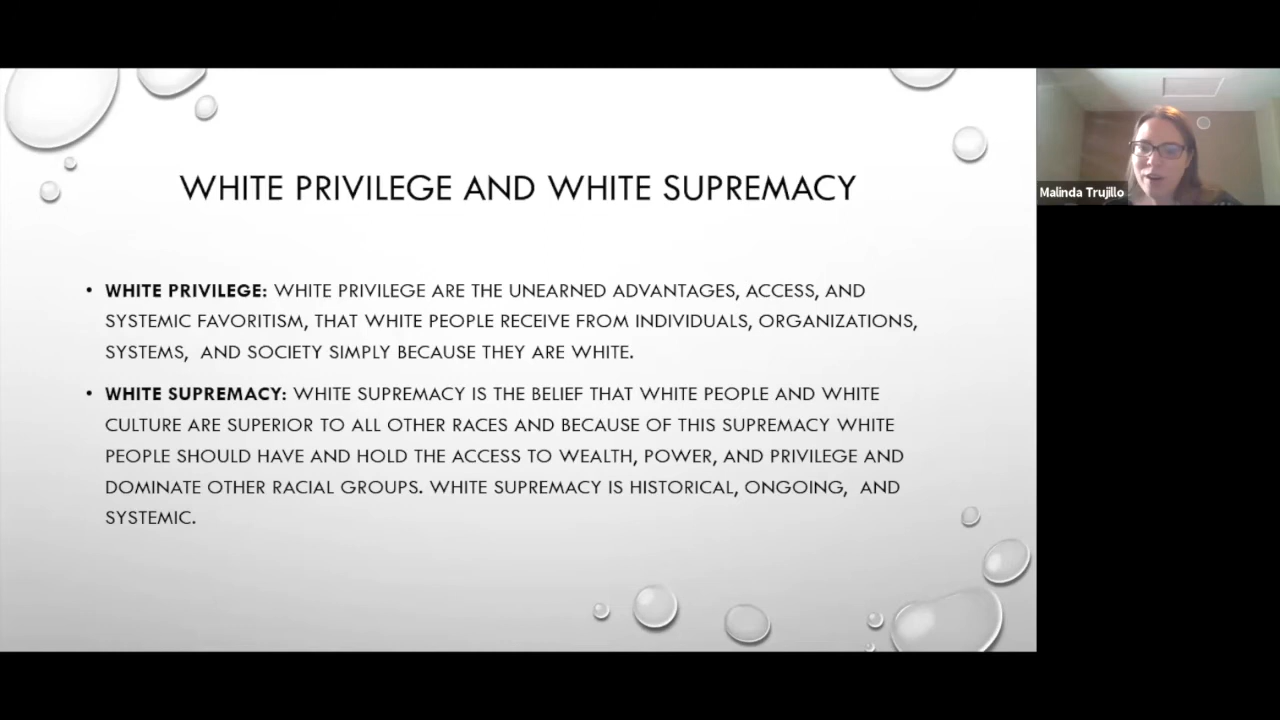 WHITE PRIVILEGE AND WHITE SUPREMACY
• WHITE PRIVILEGE: WHITE PRIVILEGE ARE THE UNEARNED ADVANTAGES, ACCESS, AND
SYSTEMIC FAVORITISM, THAT WHITE PEOPLE RECEIVE FROM INDIVIDUALS, ORGANIZATIONS,
SYSTEMS,  AND SOCIETY SIMPLY BECAUSE THEY ARE WHITE.
• WHITE SUPREMACY: WHITE SUPREMACY IS THE BELIEF THAT WHITE PEOPLE AND WHITE
CULTURE ARE SUPERIOR TO ALL OTHER RACES AND BECAUSE OF THIS SUPREMACY WHITE
PEOPLE SHOULD HAVE AND HOLD THE ACCESS TO WEALTH, POWER, AND PRIVILEGE AND
DOMINATE OTHER RACIAL GROUPS. WHITE SUPREMACY IS HISTORICAL, ONGOING,  AND
SYSTEMIC.
Malinda Trujillo